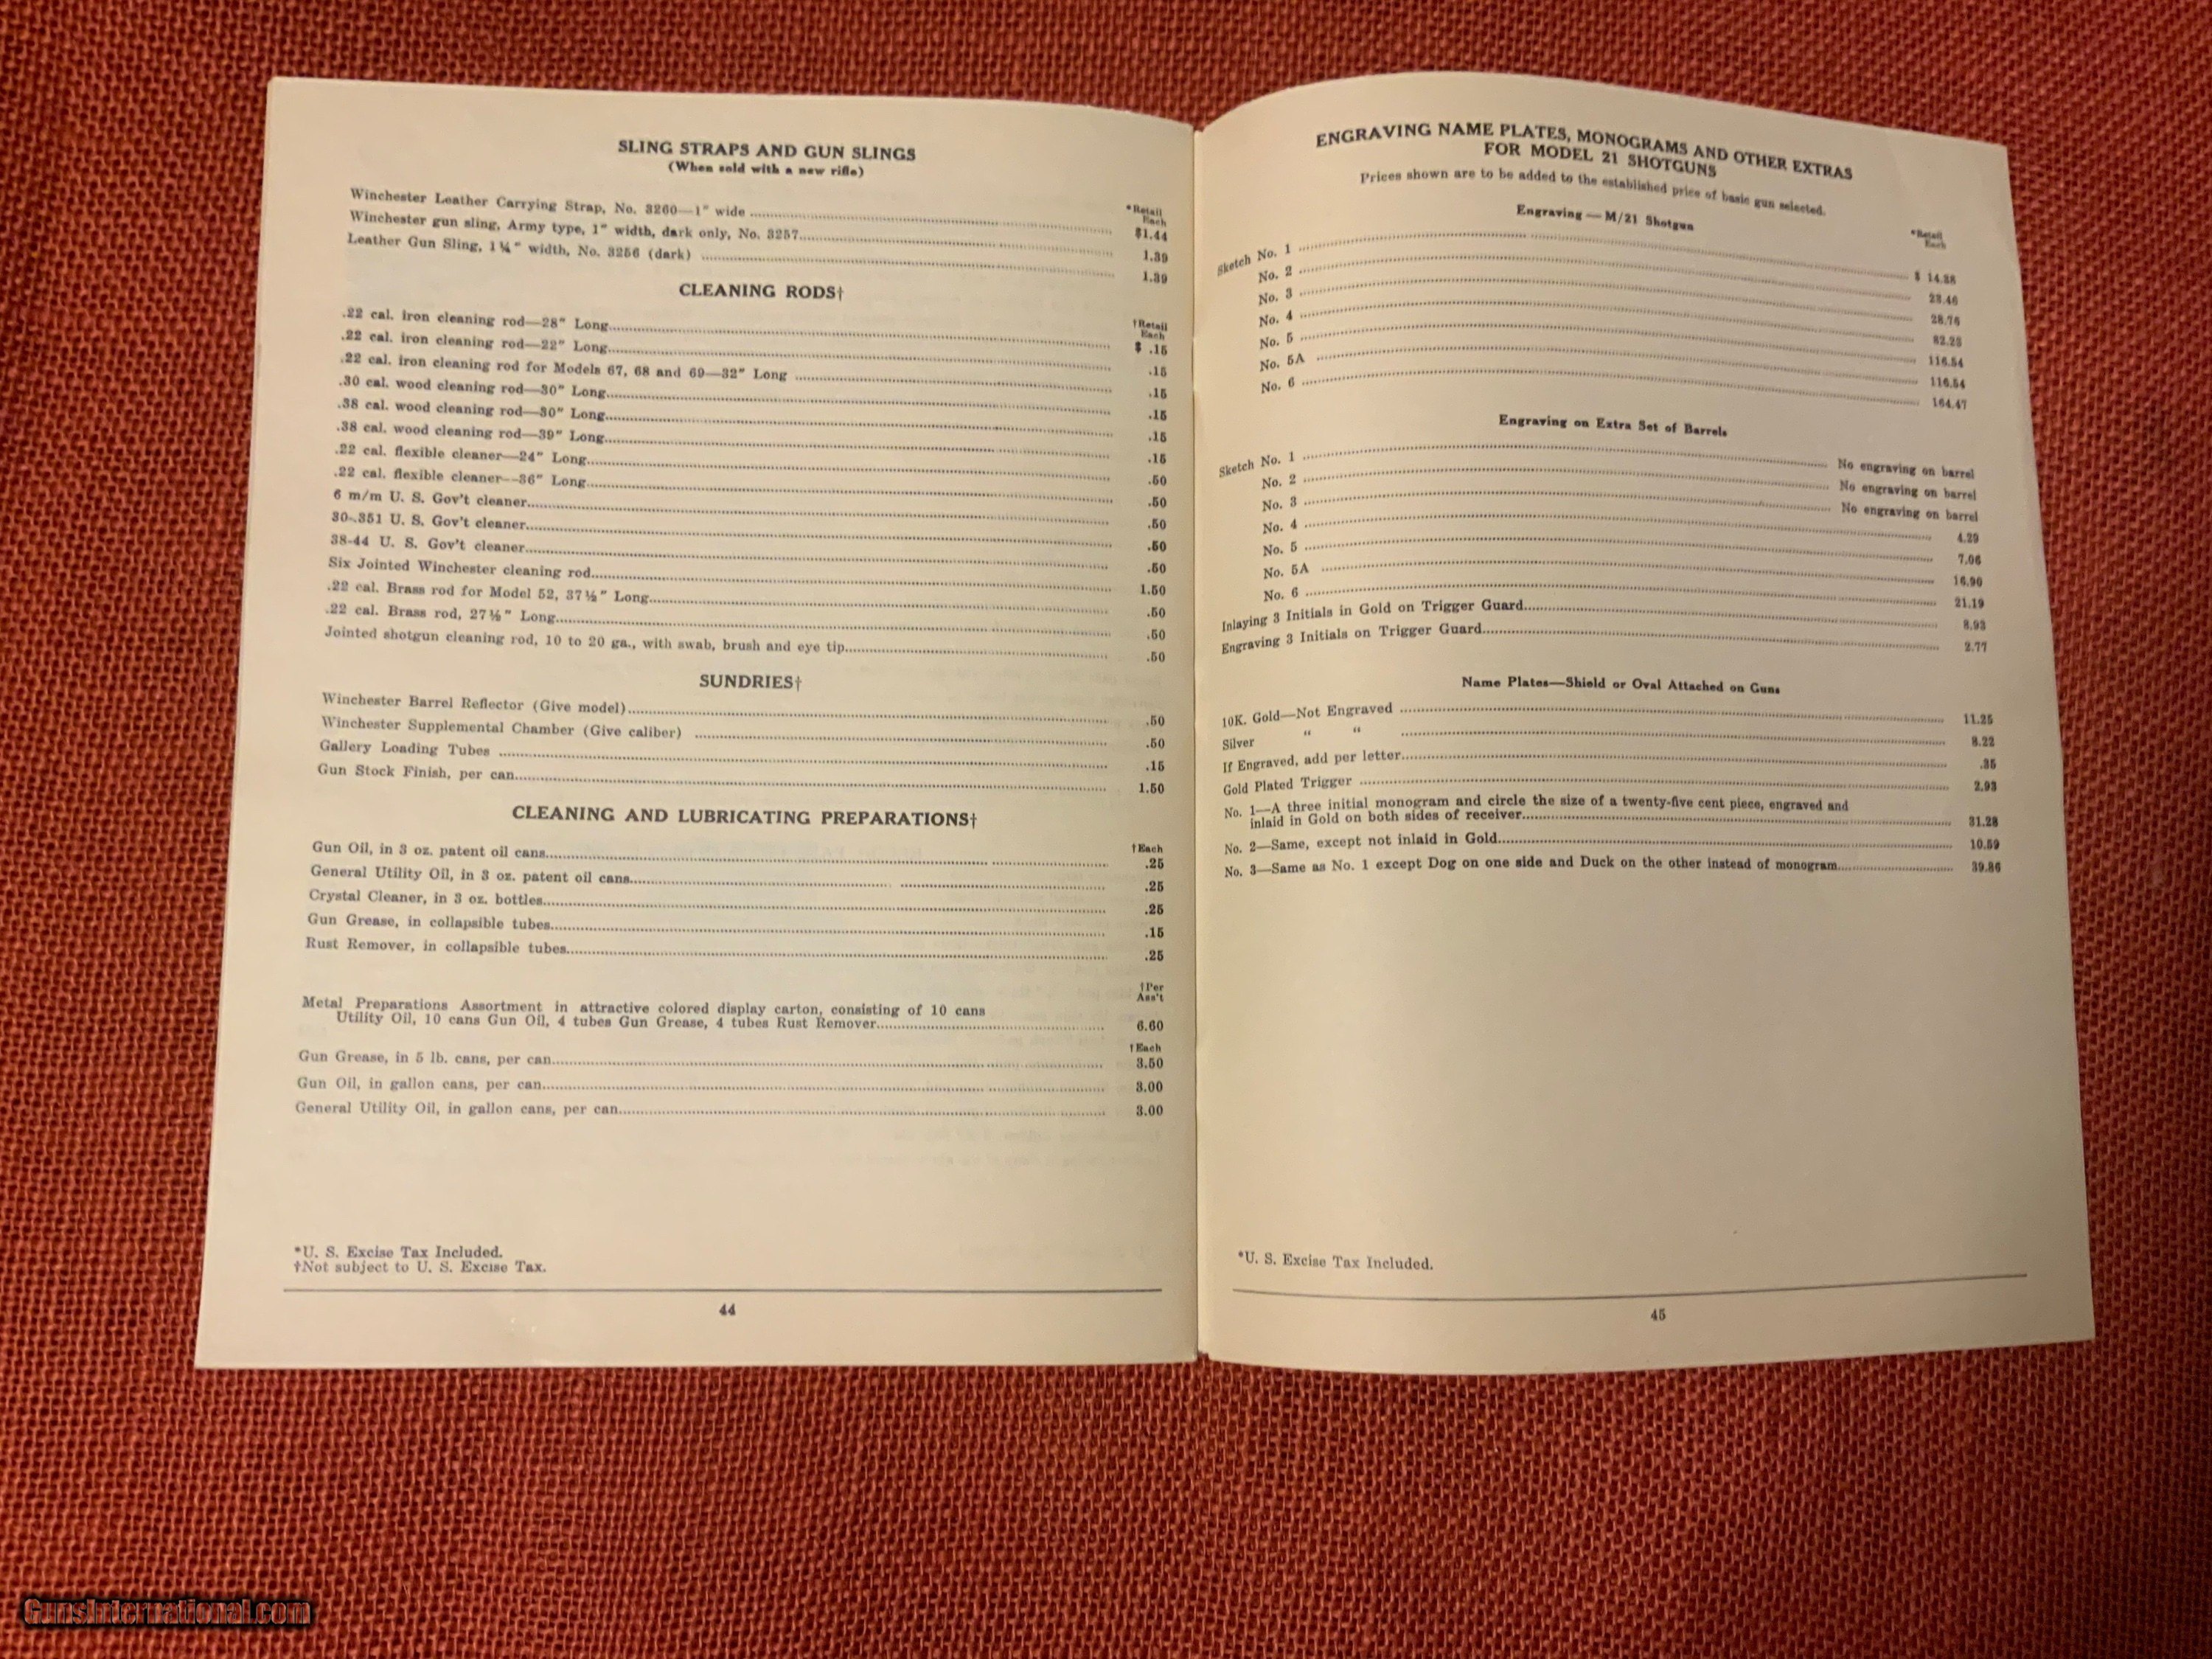 SLING STRAPS AND GUN SLINGS
(When sold with a new rifle)
*Retail
Each
Winchester Leather Carrying Strap, No. 3260—1" wide ........ $1.44
Winchester gun sling, Army type, 1" width, dark only, No. 3257........ 1.39
Leather Gun Sling, 1¼" width, No. 3256 (dark) ........ 1.39
CLEANING RODS†
†Retail
Each
.22 cal. iron cleaning rod—28" Long........ $ .15
.22 cal. iron cleaning rod—22" Long........ .15
.22 cal. iron cleaning rod for Models 67, 68 and 69—32" Long ........ .15
.30 cal. wood cleaning rod—30" Long........ .15
.38 cal. wood cleaning rod—30" Long........ .15
.38 cal. wood cleaning rod—39" Long........ .15
.22 cal. flexible cleaner—24" Long........ .50
.22 cal. flexible cleaner—36" Long........ .50
6 m/m U. S. Gov't cleaner........ .50
30-.351 U. S. Gov't cleaner........ .50
38-44 U. S. Gov't cleaner........ .50
Six Jointed Winchester cleaning rod........ 1.50
.22 cal. Brass rod for Model 52, 37½" Long........ .50
.22 cal. Brass rod, 27½" Long........ .50
Jointed shotgun cleaning rod, 10 to 20 ga., with swab, brush and eye tip........ .50
SUNDRIES†
Winchester Barrel Reflector (Give model)........ .50
Winchester Supplemental Chamber (Give caliber) ........ .50
Gallery Loading Tubes ........ .15
Gun Stock Finish, per can........ 1.50
CLEANING AND LUBRICATING PREPARATIONS†
†Each
Gun Oil, in 3 oz. patent oil cans........ .25
General Utility Oil, in 3 oz. patent oil cans........ .25
Crystal Cleaner, in 3 oz. bottles........ .25
Gun Grease, in collapsible tubes........ .15
Rust Remover, in collapsible tubes........ .25
†Per
Ass't
Metal Preparations Assortment in attractive colored display carton, consisting of 10 cans
Utility Oil, 10 cans Gun Oil, 4 tubes Gun Grease, 4 tubes Rust Remover........ 6.60
†Each
Gun Grease, in 5 lb. cans, per can........ 3.50
Gun Oil, in gallon cans, per can........ 3.00
General Utility Oil, in gallon cans, per can........ 3.00
*U. S. Excise Tax Included.
†Not subject to U. S. Excise Tax.
44
ENGRAVING NAME PLATES, MONOGRAMS AND OTHER EXTRAS
FOR MODEL 21 SHOTGUNS
Prices shown are to be added to the established price of basic gun selected.
Engraving — M/21 Shotgun
*Retail
Each
Sketch No. 1 ........ $ 14.38
No. 2 ........ 23.46
No. 3 ........ 28.76
No. 4 ........ 82.23
No. 5 ........ 116.54
No. 5A ........ 116.54
No. 6 ........ 164.47
Engraving on Extra Set of Barrels
Sketch No. 1 ........ No engraving on barrel
No. 2 ........ No engraving on barrel
No. 3 ........ No engraving on barrel
No. 4 ........ 4.29
No. 5 ........ 7.06
No. 5A ........ 16.90
No. 6 ........ 21.19
Inlaying 3 Initials in Gold on Trigger Guard........ 8.93
Engraving 3 Initials on Trigger Guard........ 2.77
Name Plates—Shield or Oval Attached on Guns
10K. Gold—Not Engraved ........ 11.25
Silver " " ........ 8.22
If Engraved, add per letter........ .35
Gold Plated Trigger ........ 2.93
No. 1—A three initial monogram and circle the size of a twenty-five cent piece, engraved and
inlaid in Gold on both sides of receiver........ 31.28
No. 2—Same, except not inlaid in Gold........ 10.59
No. 3—Same as No. 1 except Dog on one side and Duck on the other instead of monogram........ 39.86
*U. S. Excise Tax Included.
45
GunsInternational.com